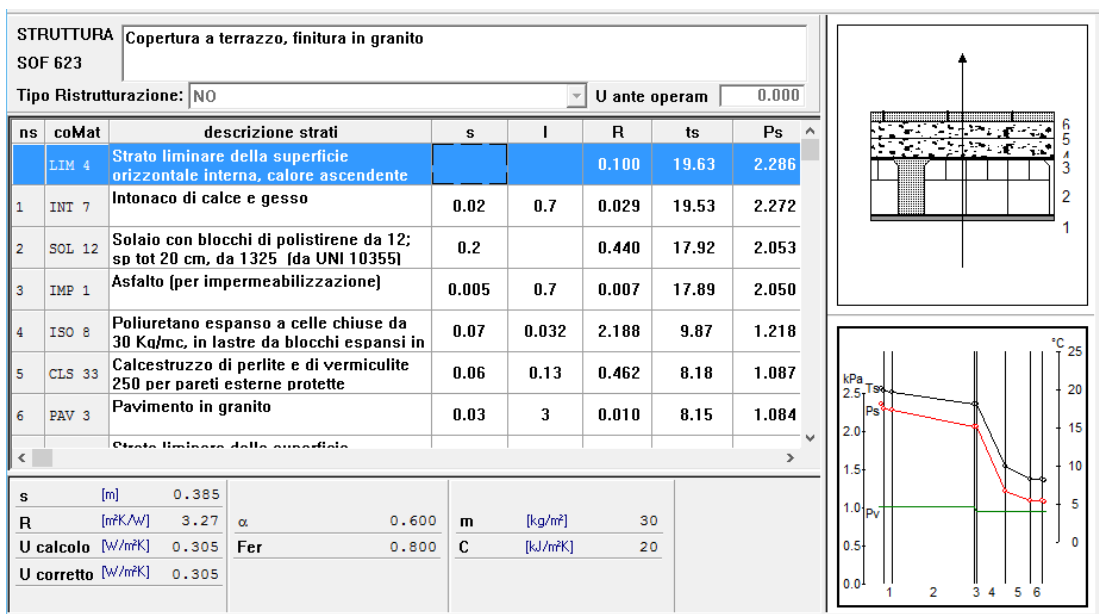 STRUTTURA Copertura a terrazzo, finitura in granito
SOF 623
Tipo Ristrutturazione: NO U ante operam 0.000
ns coMat descrizione strati s l R ts Ps
LIM 4 Strato liminare della superficie orizzontale interna, calore ascendente 0.100 19.63 2.286
1 INT 7 Intonaco di calce e gesso 0.02 0.7 0.029 19.53 2.272
2 SOL 12 Solaio con blocchi di polistirene da 12; sp tot 20 cm, da 1325 (da UNI 10355) 0.2 0.440 17.92 2.053
3 IMP 1 Asfalto (per impermeabilizzazione) 0.005 0.7 0.007 17.89 2.050
4 ISO 8 Poliuretano espanso a celle chiuse da 30 Kg/mc, in lastre da blocchi espansi in 0.07 0.032 2.188 9.87 1.218
5 CLS 33 Calcestruzzo di perlite e di vermiculite 250 per pareti esterne protette 0.06 0.13 0.462 8.18 1.087
6 PAV 3 Pavimento in granito 0.03 3 0.010 8.15 1.084
Strato liminare della superficie
s [m] 0.385
R [m²K/W] 3.27 α 0.600 m [kg/m²] 30
U calcolo [W/m²K] 0.305 Fer 0.800 C [kJ/m²K] 20
U corretto [W/m²K] 0.305
6
5
4
3
2
1
°C 25
kPa Ts 20
2.5
Ps
2.0 15
1.5 10
1.0 Pv 5
0.5 0
0.0
1 2 3 4 5 6